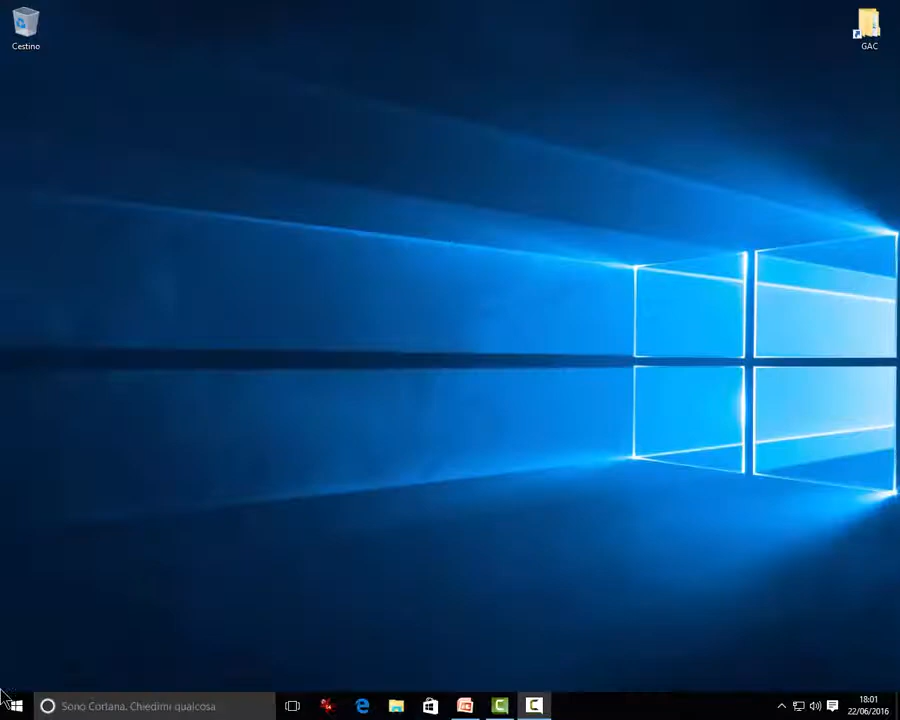 Cestino
GAC
Sono Cortana. Chiedimi qualcosa
18:01
22/06/2016